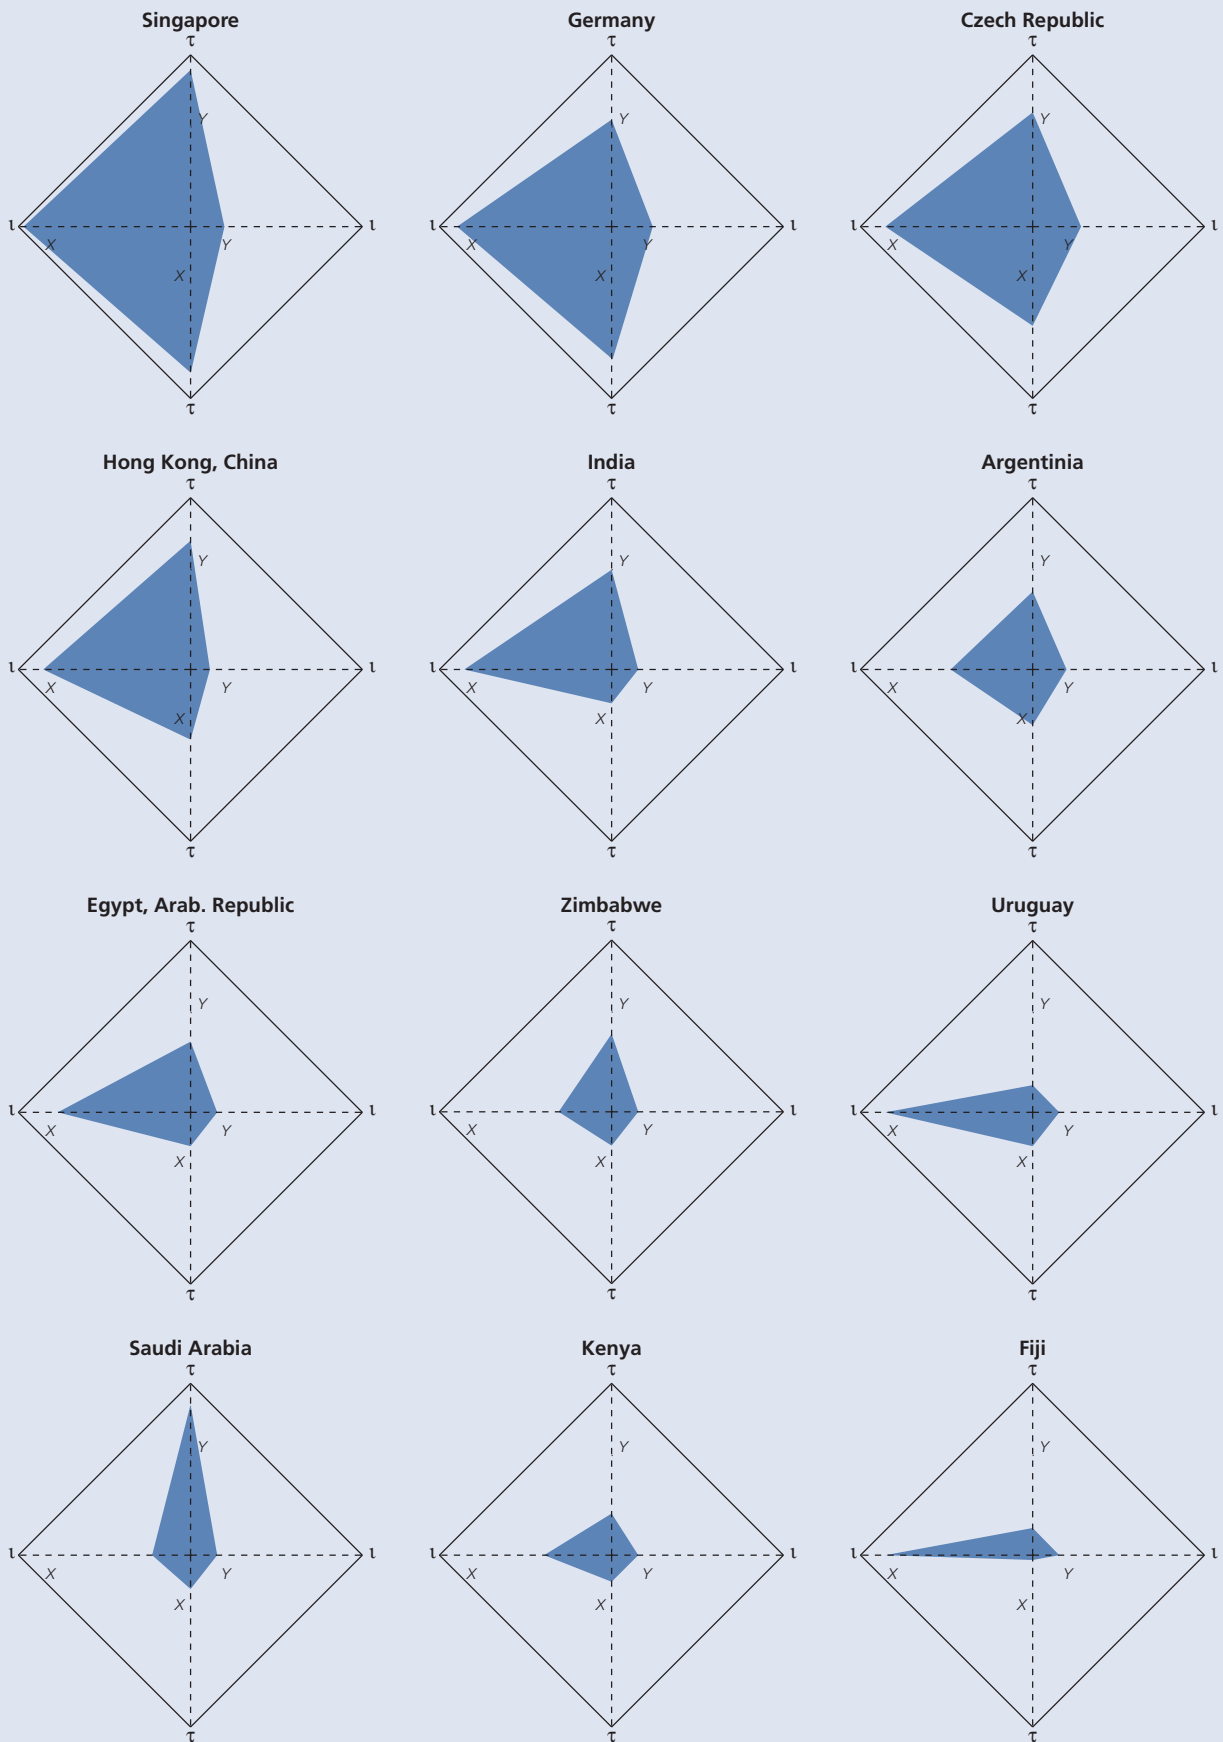 Singapore Germany Czech Republic
τ τ τ
Y Y Y
ι ι ι ι ι ι
X Y X Y X Y
X X X
τ τ τ
Hong Kong, China India Argentinia
τ τ τ
Y Y Y
ι ι ι ι ι ι
X Y X Y X Y
X X X
τ τ τ
Egypt, Arab. Republic Zimbabwe Uruguay
τ τ τ
Y Y Y
ι ι ι ι ι ι
X Y X Y X Y
X X X
τ τ τ
Saudi Arabia Kenya Fiji
τ τ τ
Y Y Y
ι ι ι ι ι ι
X Y X Y X Y
X X X
τ τ τ